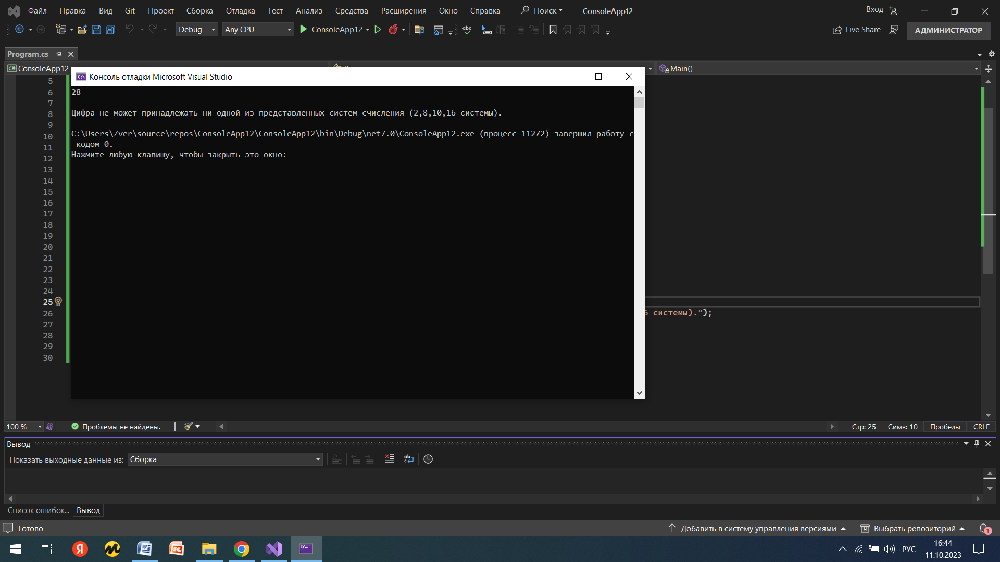 Файл Правка Вид Git Проект Сборка Отладка Тест Анализ Средства Расширения Окно Справка Поиск ConsoleApp12 Вход
Debug Any CPU ConsoleApp12 Live Share АДМИНИСТРАТОР
Program.cs
ConsoleApp12 Main()
Консоль отладки Microsoft Visual Studio
5
6
7
8
9
10
11
12
13
14
15
16
17
18
19
20
21
22
23
24
25
26
27
28
29
30
28
Цифра не может принадлежать ни одной из представленных систем счисления (2,8,10,16 системы).
C:\Users\Zver\source\repos\ConsoleApp12\ConsoleApp12\bin\Debug\net7.0\ConsoleApp12.exe (процесс 11272) завершил работу с
кодом 0.
Нажмите любую клавишу, чтобы закрыть это окно:
системы).");
100 % Проблемы не найдены. Стр: 25 Симв: 10 Пробелы CRLF
Вывод
Показать выходные данные из: Сборка
Список ошибок... Вывод
Готово Добавить в систему управления версиями Выбрать репозиторий 1
РУС 16:44
11.10.2023